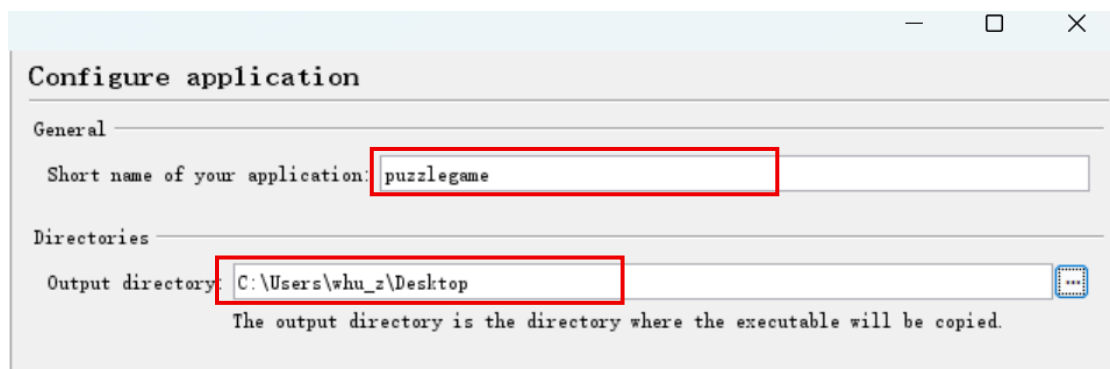 Configure application
General
Short name of your application: puzzlegame
Directories
Output directory: C:\Users\whu_z\Desktop ...
The output directory is the directory where the executable will be copied.